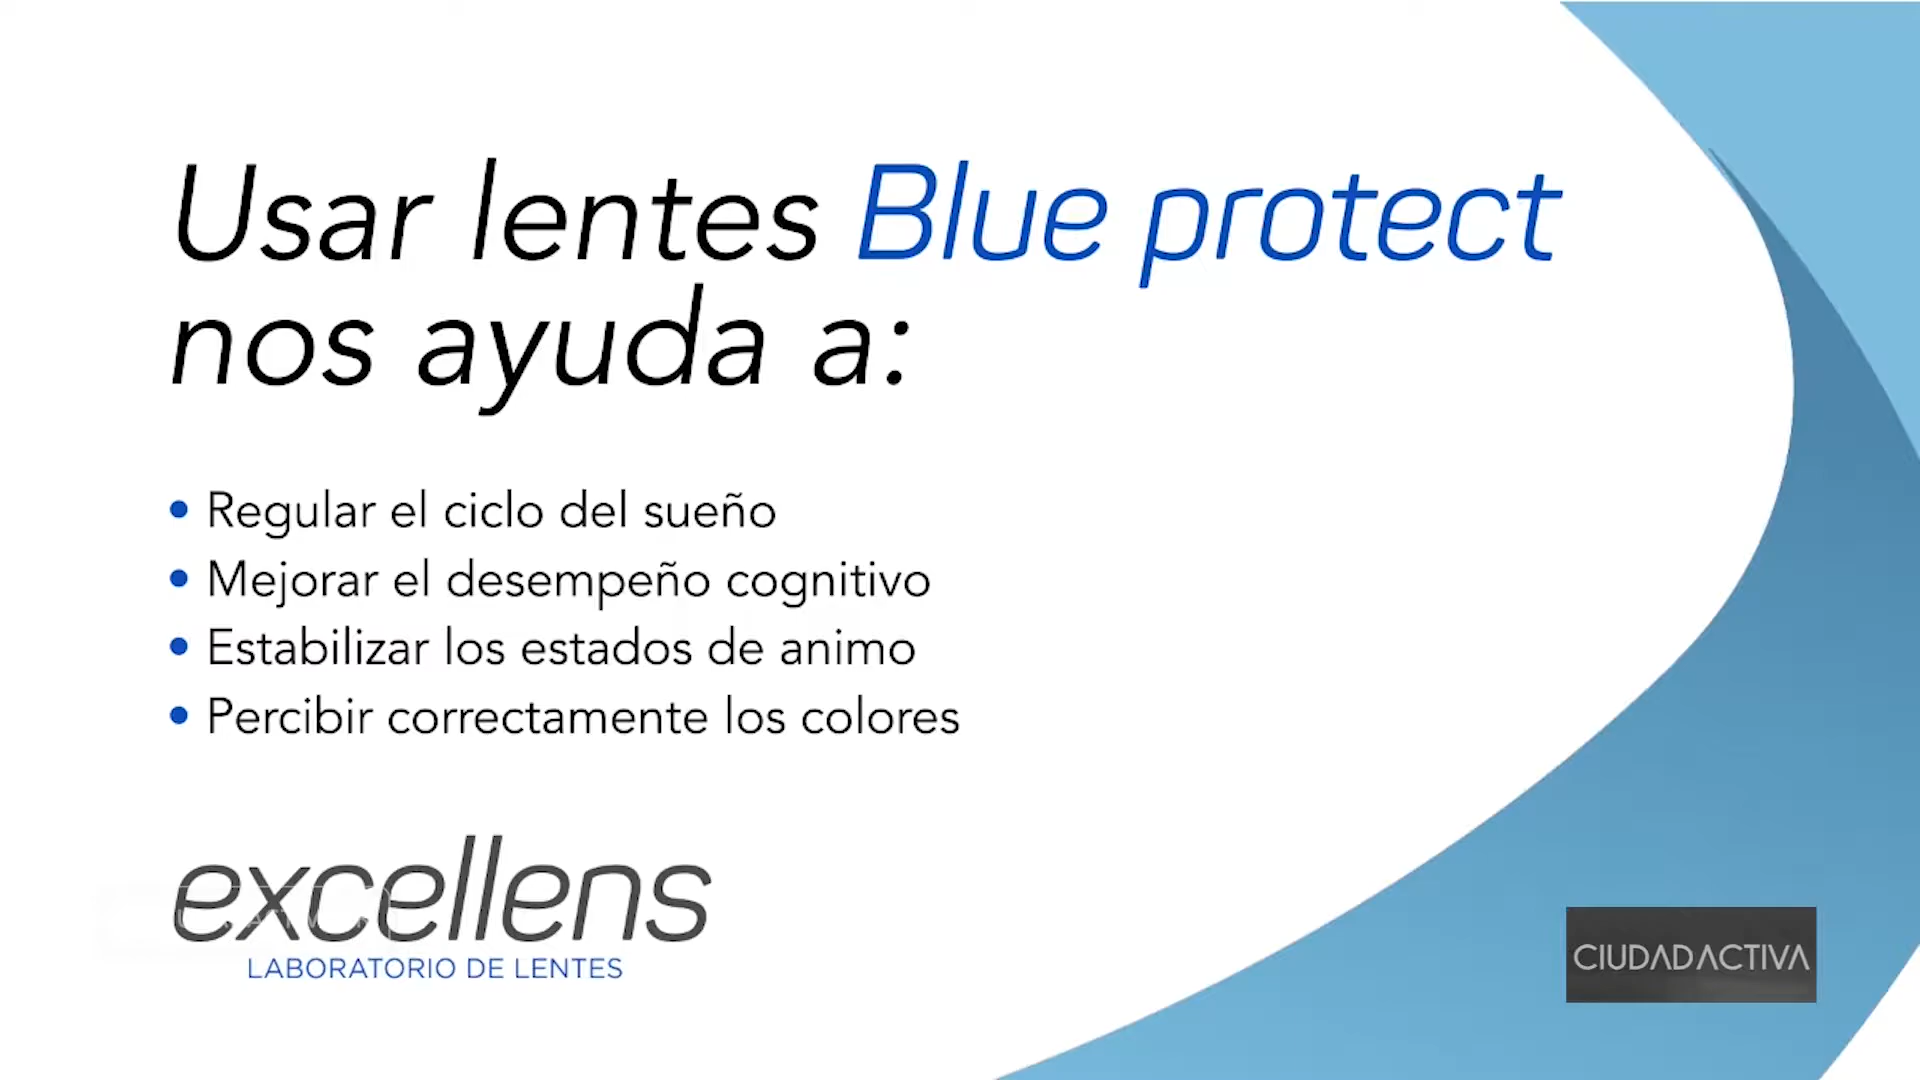 Usar lentes Blue protect
nos ayuda a:
• Regular el ciclo del sueño
• Mejorar el desempeño cognitivo
• Estabilizar los estados de animo
• Percibir correctamente los colores
excellens
LABORATORIO DE LENTES
CIUDADACTIVA